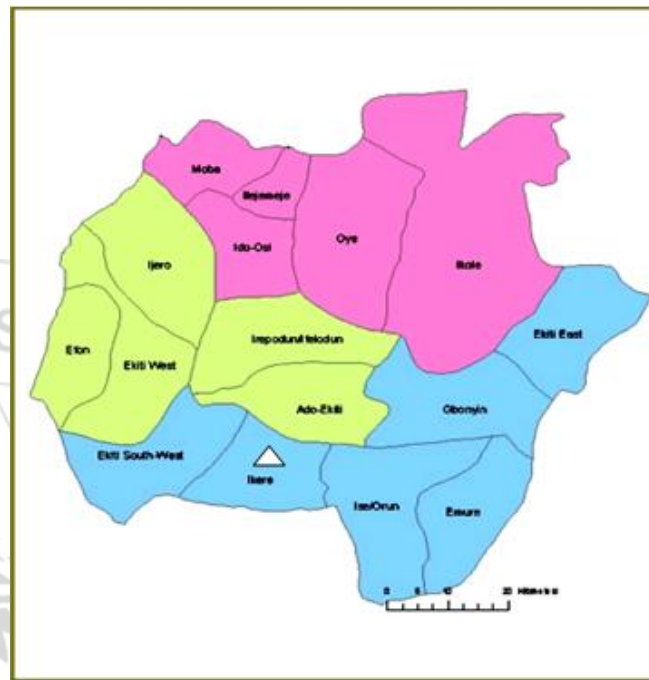 Moba
Ilejemeje
Ido-Osi
Oye
Ikole
Ijero
Efon
Ekiti West
Irepodun/Ifelodun
Ado-Ekiti
Ekiti East
Gbonyin
Ekiti South-West
Ikere
Ise/Orun
Emure
0 5 10 20 Kilometers